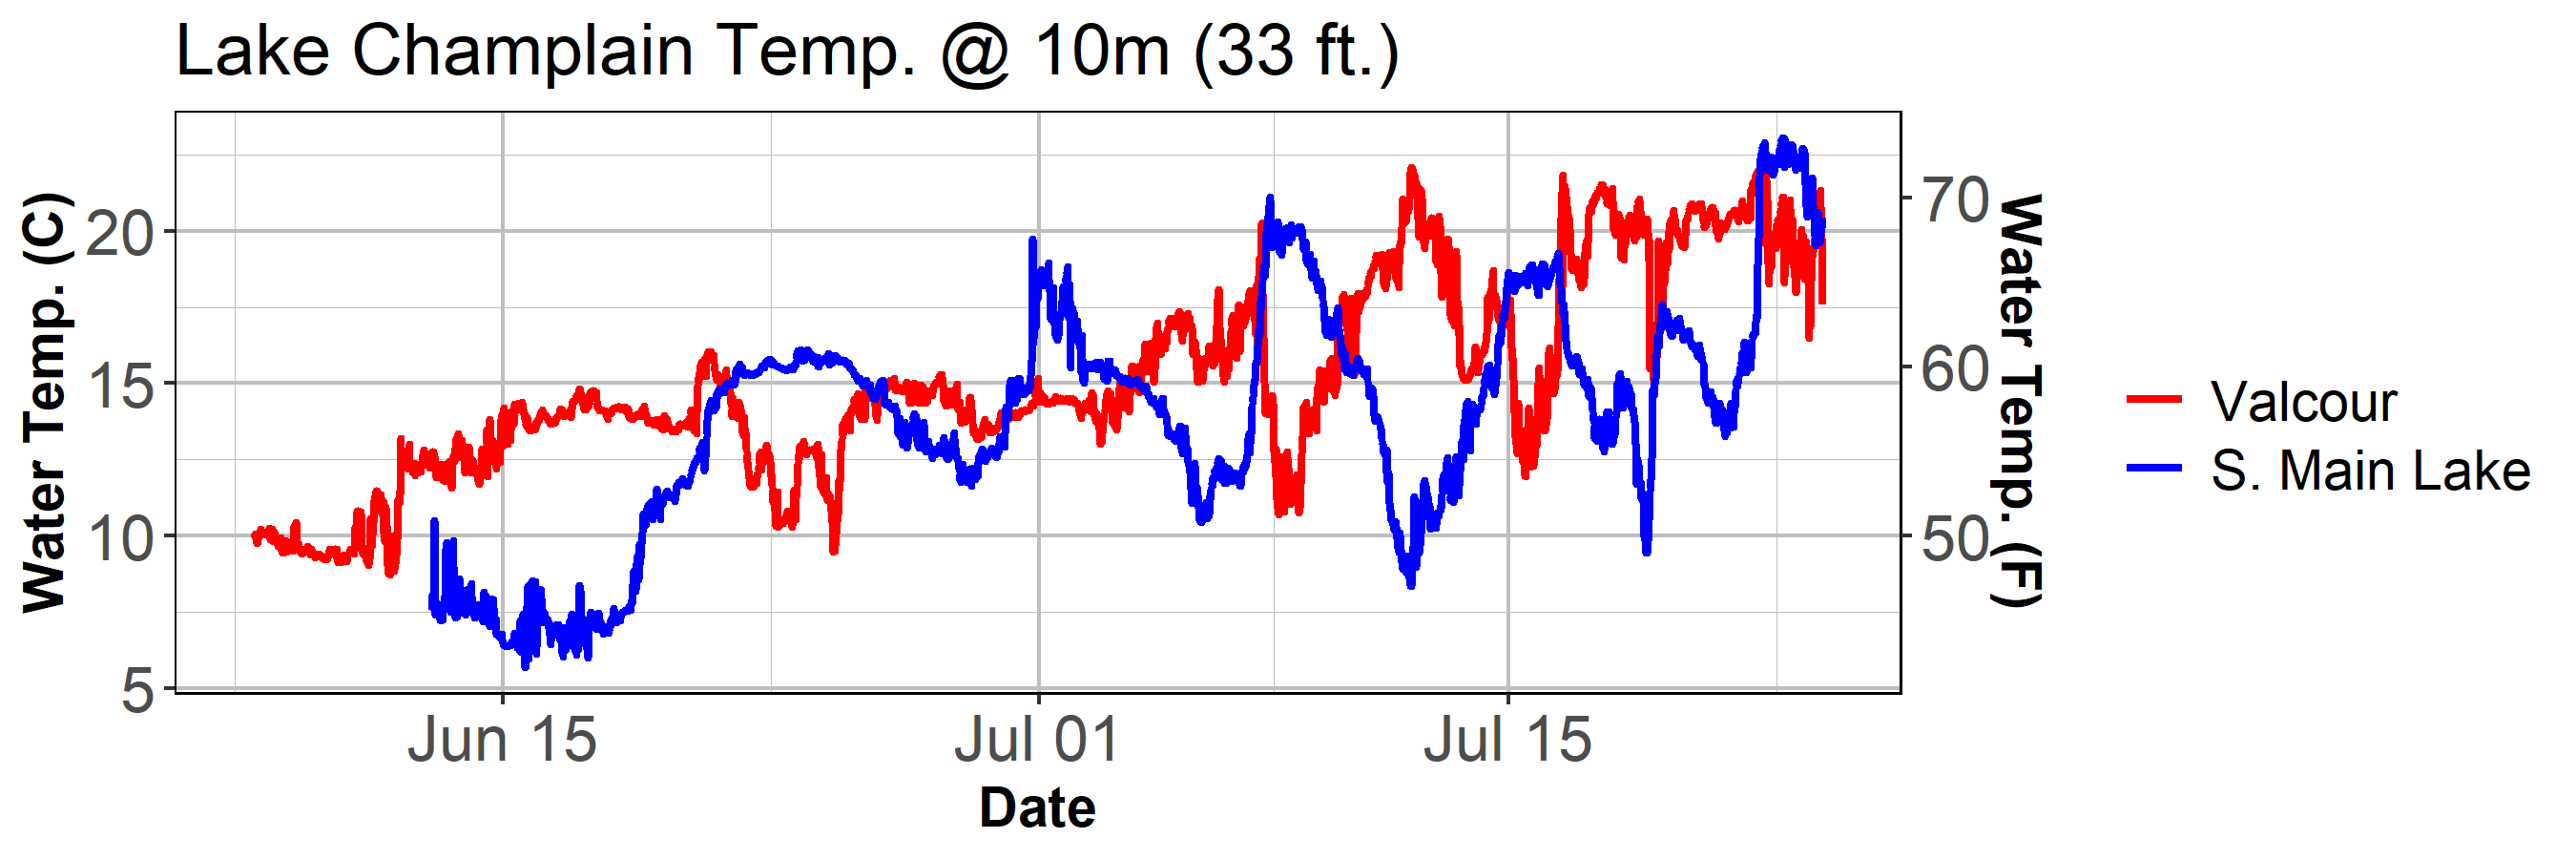 Lake Champlain Temp. @ 10m (33 ft.)
Water Temp. (C)
20
15
10
5
70
60
50
Water Temp. (F)
Jun 15
Jul 01
Jul 15
Date
Valcour
S. Main Lake